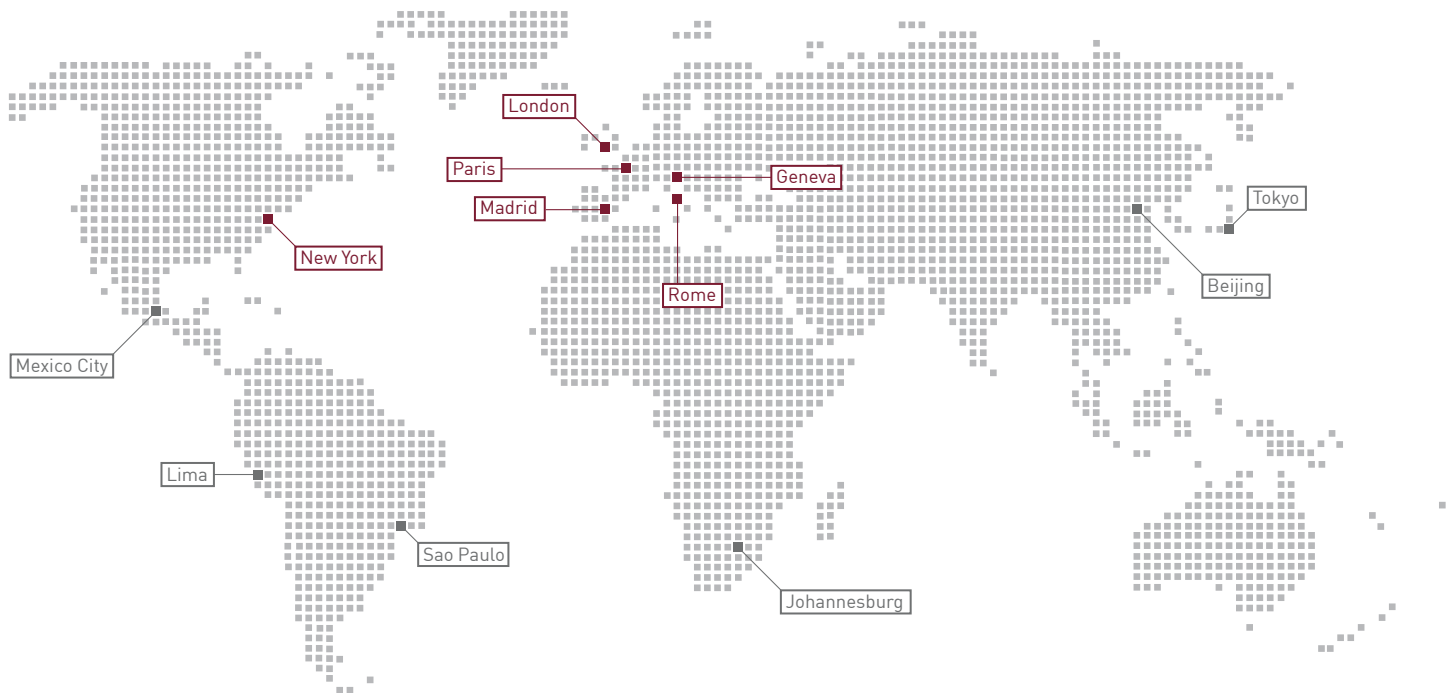 London
Paris
Geneva
Madrid
Tokyo
New York
Beijing
Rome
Mexico City
Lima
Sao Paulo
Johannesburg